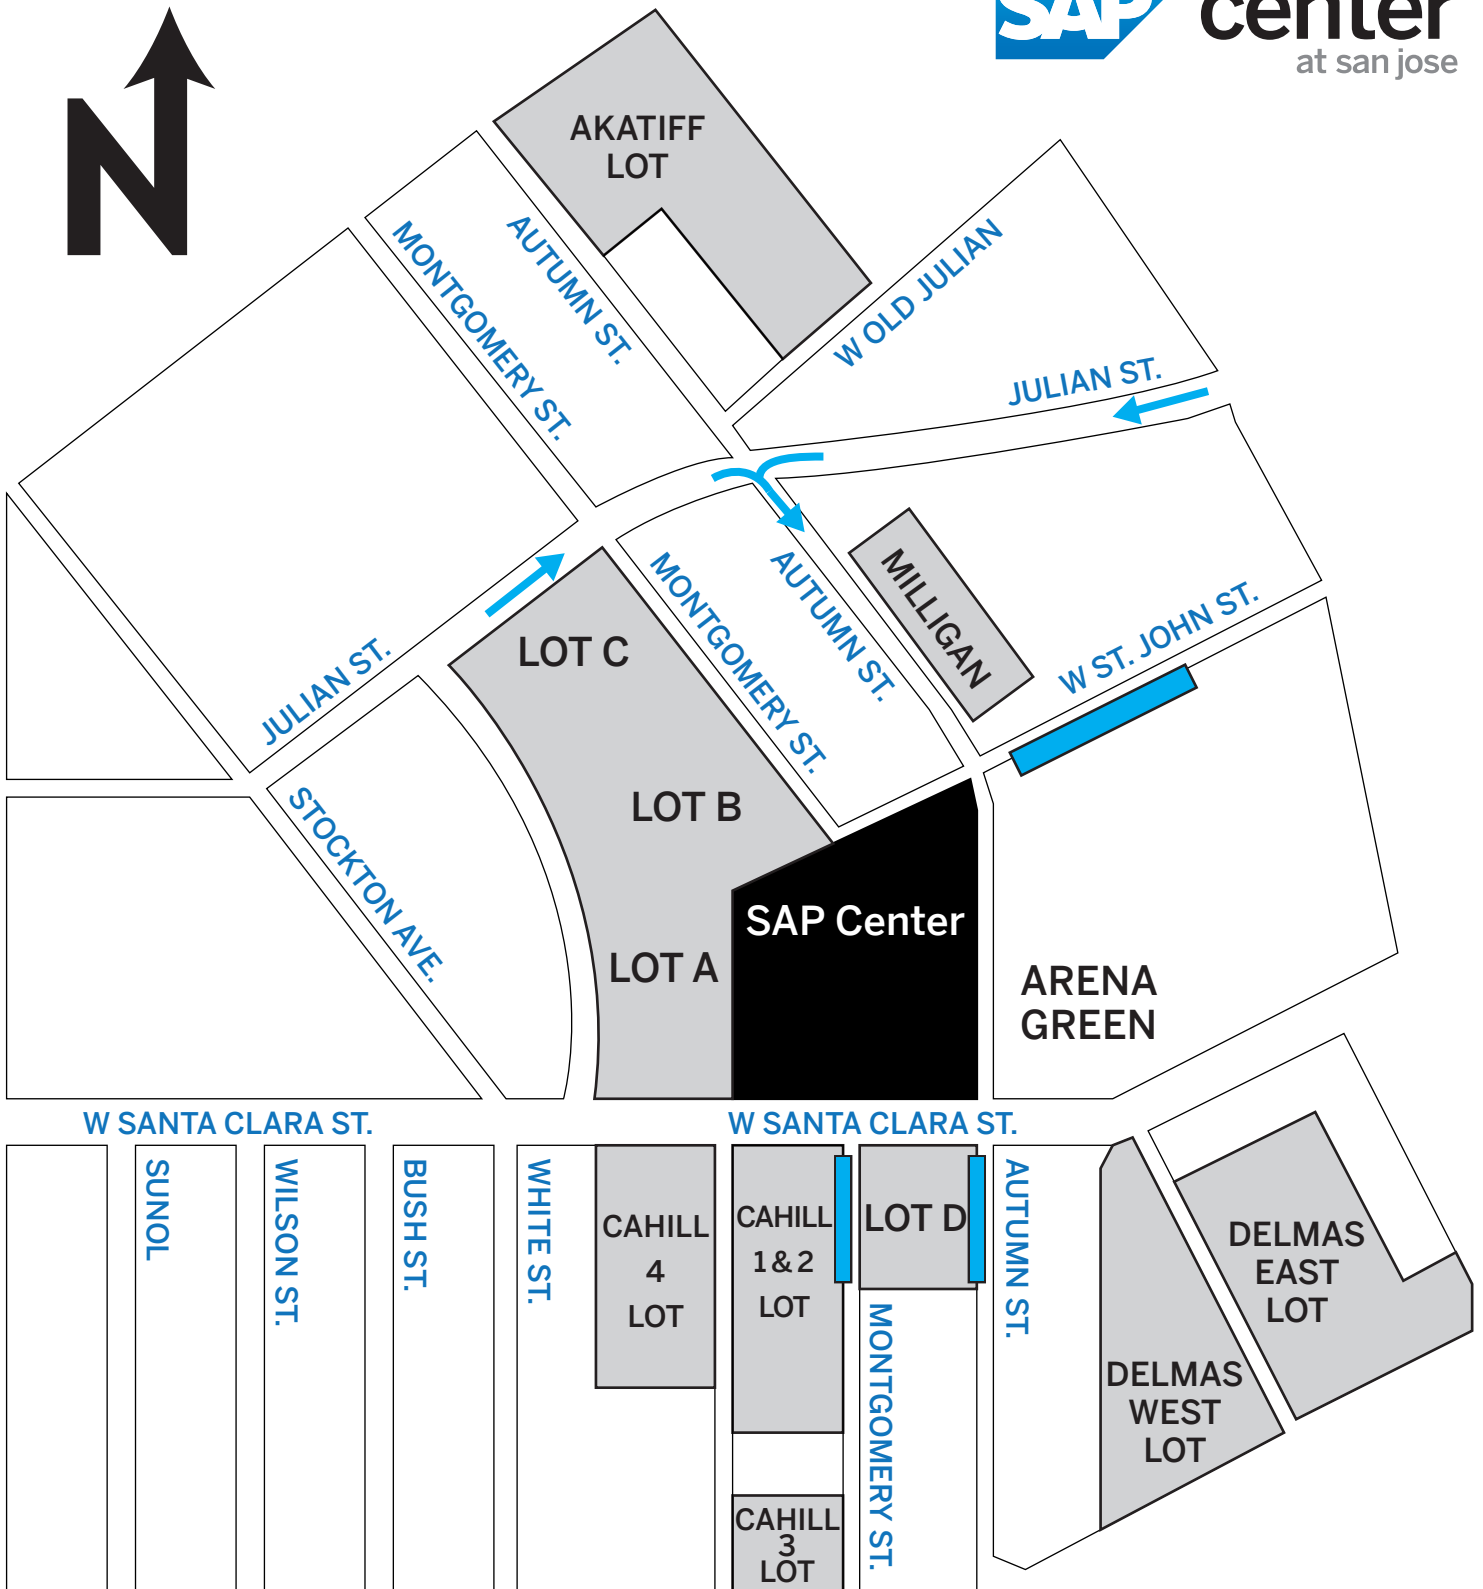 SAP center
at san jose
N
AKATIFF
LOT
MONTGOMERY ST.
AUTUMN ST.
W OLD JULIAN
JULIAN ST.
MILLIGAN
W ST. JOHN ST.
AUTUMN ST.
MONTGOMERY ST.
LOT C
JULIAN ST.
STOCKTON AVE.
LOT B
SAP Center
LOT A
ARENA
GREEN
W SANTA CLARA ST.
W SANTA CLARA ST.
SUNOL
WILSON ST.
BUSH ST.
WHITE ST.
CAHILL
4
LOT
CAHILL
1 & 2
LOT
LOT D
AUTUMN ST.
MONTGOMERY ST.
DELMAS
EAST
LOT
DELMAS
WEST
LOT
CAHILL
3
LOT